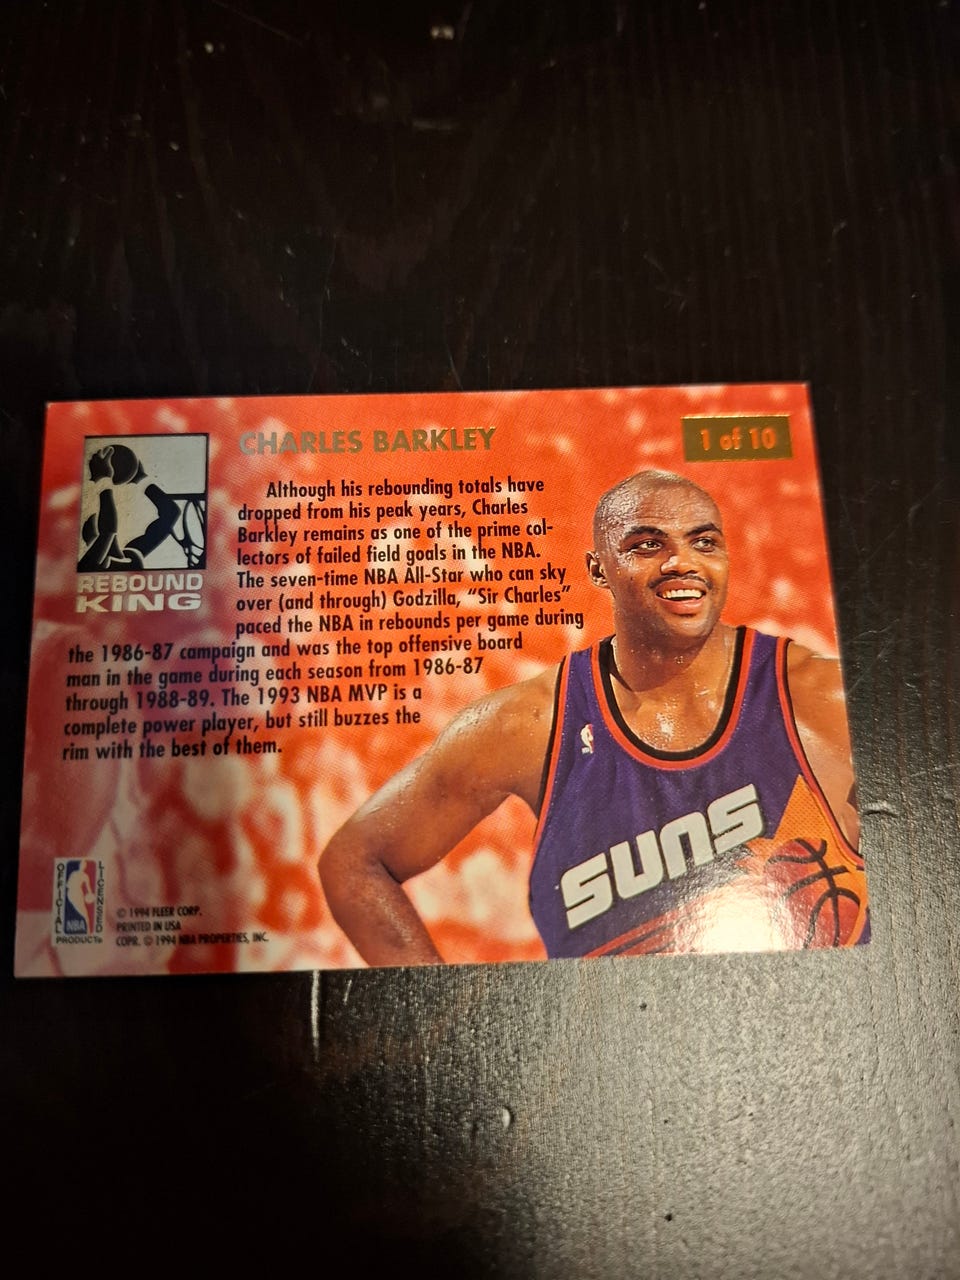 CHARLES BARKLEY
1 of 10
Although his rebounding totals have
dropped from his peak years, Charles
Barkley remains as one of the prime col-
lectors of failed field goals in the NBA.
The seven-time NBA All-Star who can sky
over (and through) Godzilla, "Sir Charles"
paced the NBA in rebounds per game during
the 1986-87 campaign and was the top offensive board
man in the game during each season from 1986-87
through 1988-89. The 1993 NBA MVP is a
complete power player, but still buzzes the
rim with the best of them.
REBOUND
KING
SUNS
OFFICIAL
LICENSED
NBA
PRODUCT
© 1994 FLEER CORP.
PRINTED IN USA
COPR. © 1994 NBA PROPERTIES, INC.